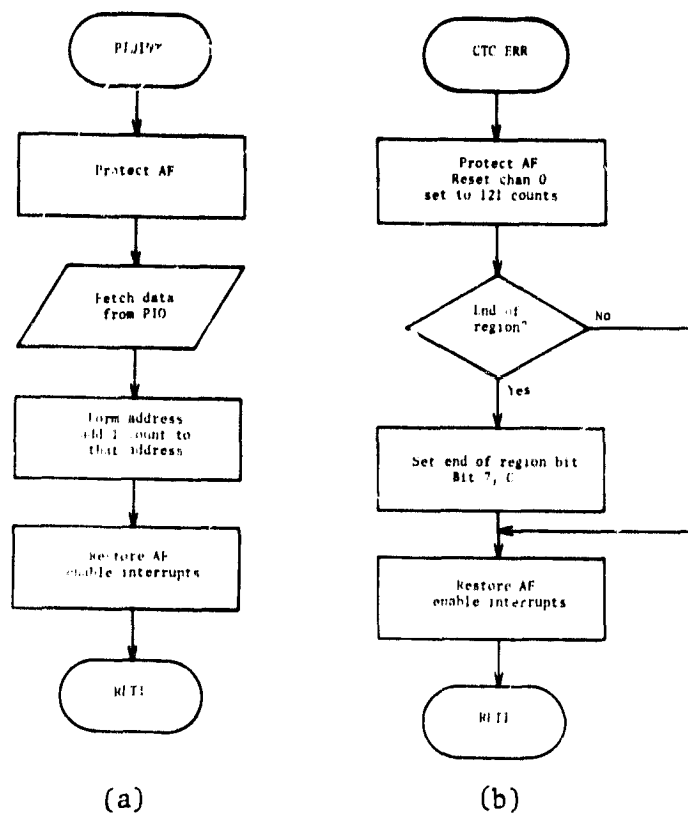 Protect AF
Fetch data
from PIO
Form address
add 1 count to
that address
Restore AF
enable interrupts
RETI
(a)
CTC ERR
Protect AF
Reset chan 0
set to 121 counts
End of
region?
No
Yes
Set end of region bit
Bit 7, C
Restore AF
enable interrupts
RETI
(b)